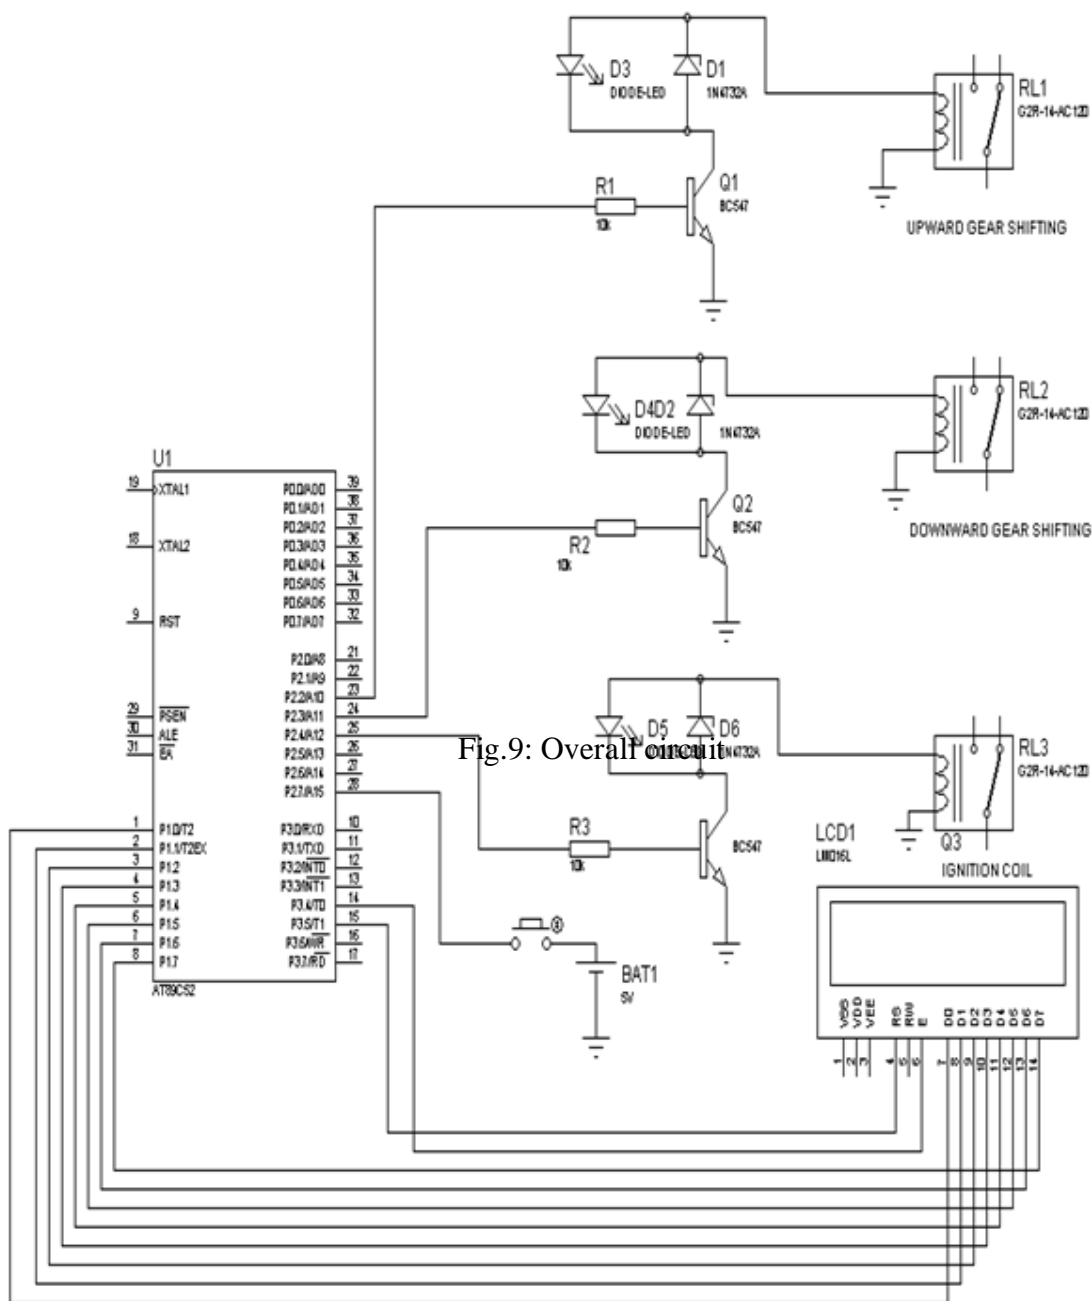 D3
DIODE-LED
D1
1N4732A
RL1
G2R-14-AC120
R1
10k
Q1
BC547
UPWARD GEAR SHIFTING
D4D2
DIODE-LED
1N4732A
RL2
G2R-14-AC120
R2
10k
Q2
BC547
DOWNWARD GEAR SHIFTING
U1
19 XTAL1
18 XTAL2
9 RST
29 PSEN
30 ALE
31 EA
1 P1.0/T2
2 P1.1/T2EX
3 P1.2
4 P1.3
5 P1.4
6 P1.5
7 P1.6
8 P1.7
P0.0/AD0 39
P0.1/AD1 38
P0.2/AD2 37
P0.3/AD3 36
P0.4/AD4 35
P0.5/AD5 34
P0.6/AD6 33
P0.7/AD7 32
P2.0/A8 21
P2.1/A9 22
P2.2/A10 23
P2.3/A11 24
P2.4/A12 25
P2.5/A13 26
P2.6/A14 27
P2.7/A15 28
P3.0/RXD 10
P3.1/TXD 11
P3.2/INT0 12
P3.3/INT1 13
P3.4/T0 14
P3.5/T1 15
P3.6/WR 16
P3.7/RD 17
AT89C52
D5
D6
1N4732A
Fig.9: Overall circuit
RL3
G2R-14-AC120
R3
10k
BC547
Q3
IGNITION COIL
LCD1
LM016L
BAT1
5V
VSS VDD VEE RS RW E D0 D1 D2 D3 D4 D5 D6 D7
1 2 3 4 5 6 7 8 9 10 11 12 13 14